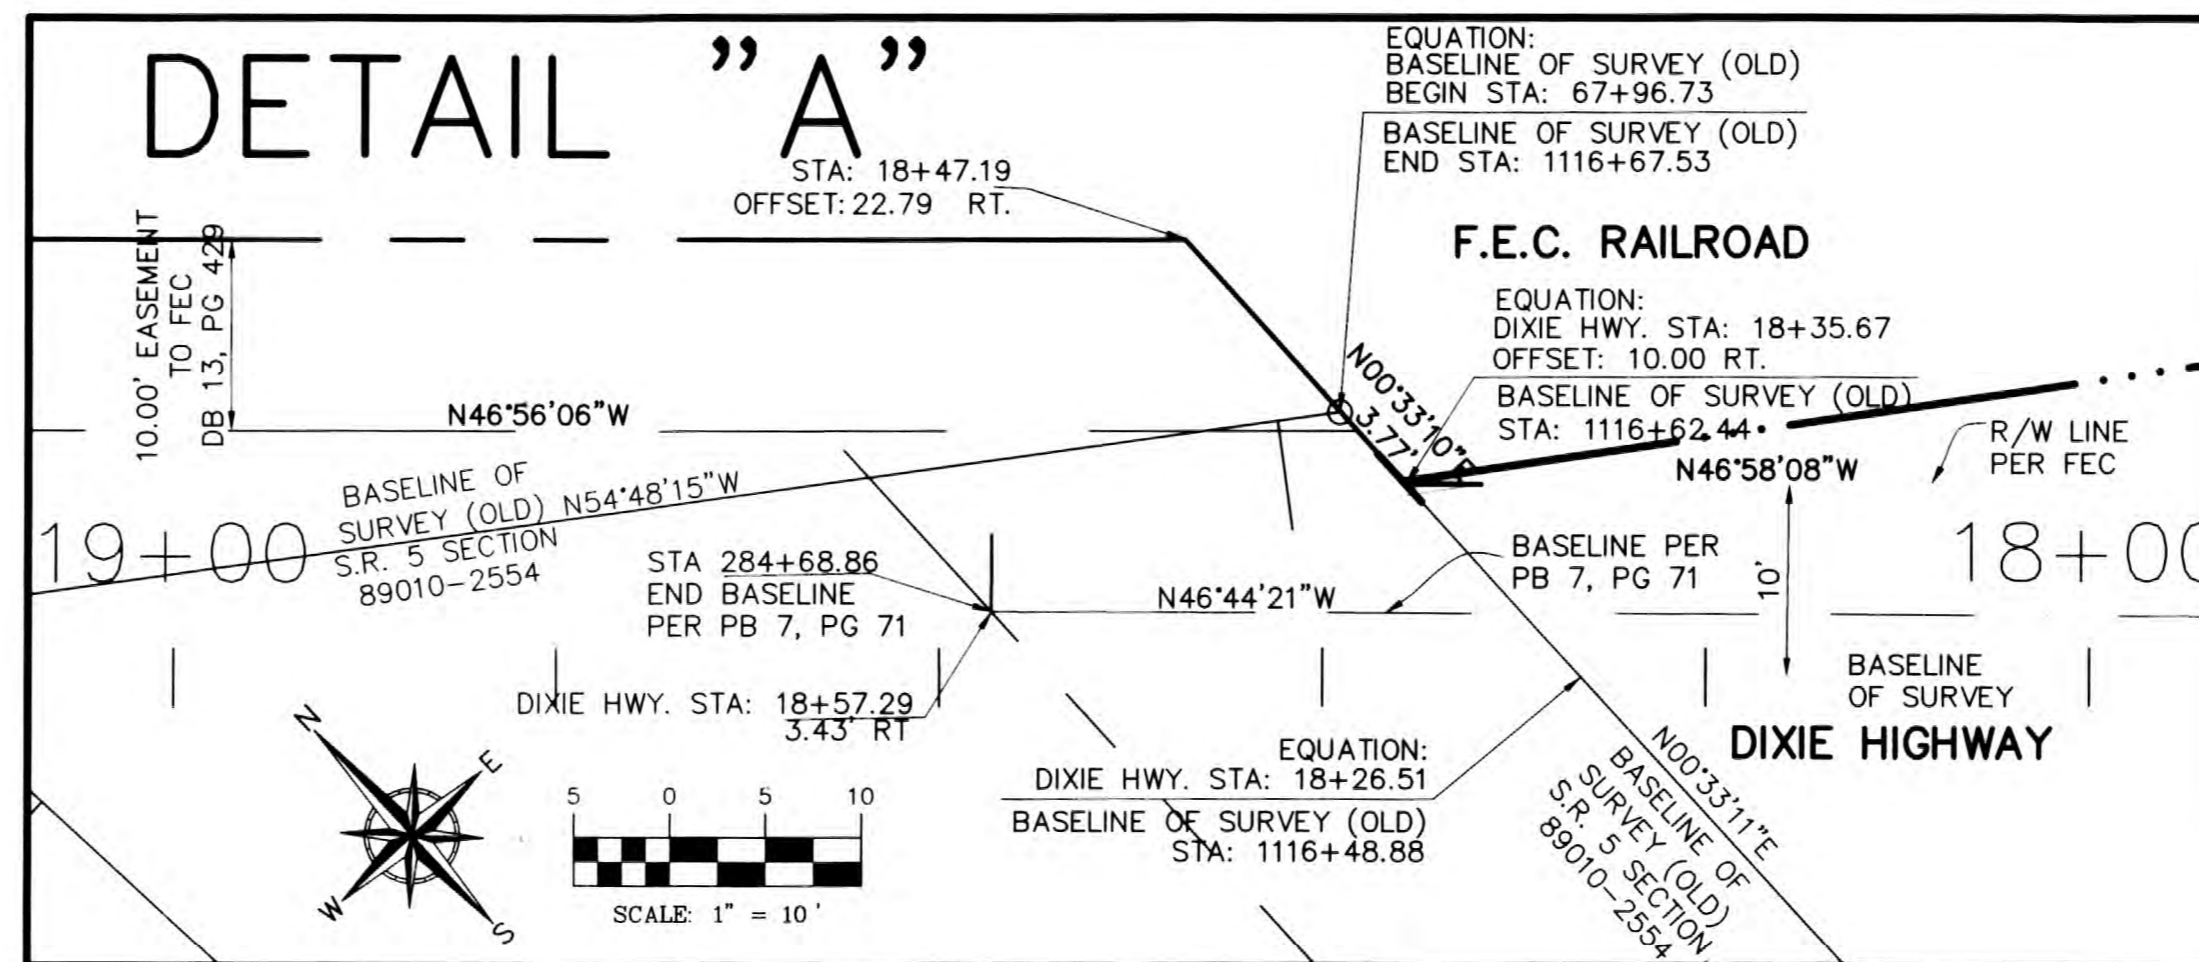 DETAIL "A"
EQUATION:
BASELINE OF SURVEY (OLD)
BEGIN STA: 67+96.73
BASELINE OF SURVEY (OLD)
END STA: 1116+67.53
STA: 18+47.19
OFFSET: 22.79 RT.
10.00' EASEMENT
TO FEC
DB 13, PG 429
F.E.C. RAILROAD
EQUATION:
DIXIE HWY. STA: 18+35.67
OFFSET: 10.00 RT.
BASELINE OF SURVEY (OLD)
STA: 1116+62.44
N00°33'10"E
3.77'
N46°56'06"W
R/W LINE
PER FEC
N46°58'08"W
BASELINE OF
SURVEY (OLD) N54°48'15"W
S.R. 5 SECTION
89010-2554
19+00
STA 284+68.86
END BASELINE
PER PB 7, PG 71
N46°44'21"W
BASELINE PER
PB 7, PG 71
10'
18+00
DIXIE HWY. STA: 18+57.29
3.43' RT
BASELINE
OF SURVEY
DIXIE HIGHWAY
EQUATION:
DIXIE HWY. STA: 18+26.51
BASELINE OF SURVEY (OLD)
STA: 1116+48.88
N00°33'11"E
BASELINE OF
SURVEY (OLD)
S.R. 5 SECTION
89010-2554
N
E
W
S
5 0 5 10
SCALE: 1" = 10'